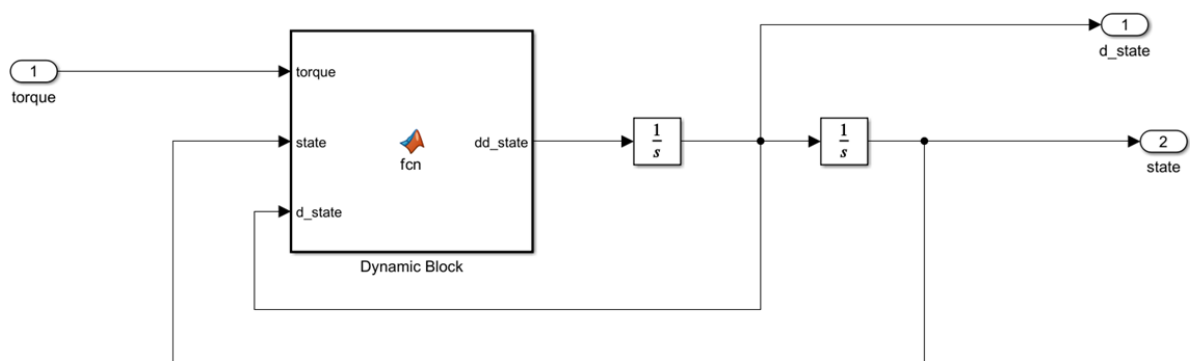 1
d_state
1
torque
torque
state
fcn
dd_state
1
s
1
s
2
state
d_state
Dynamic Block